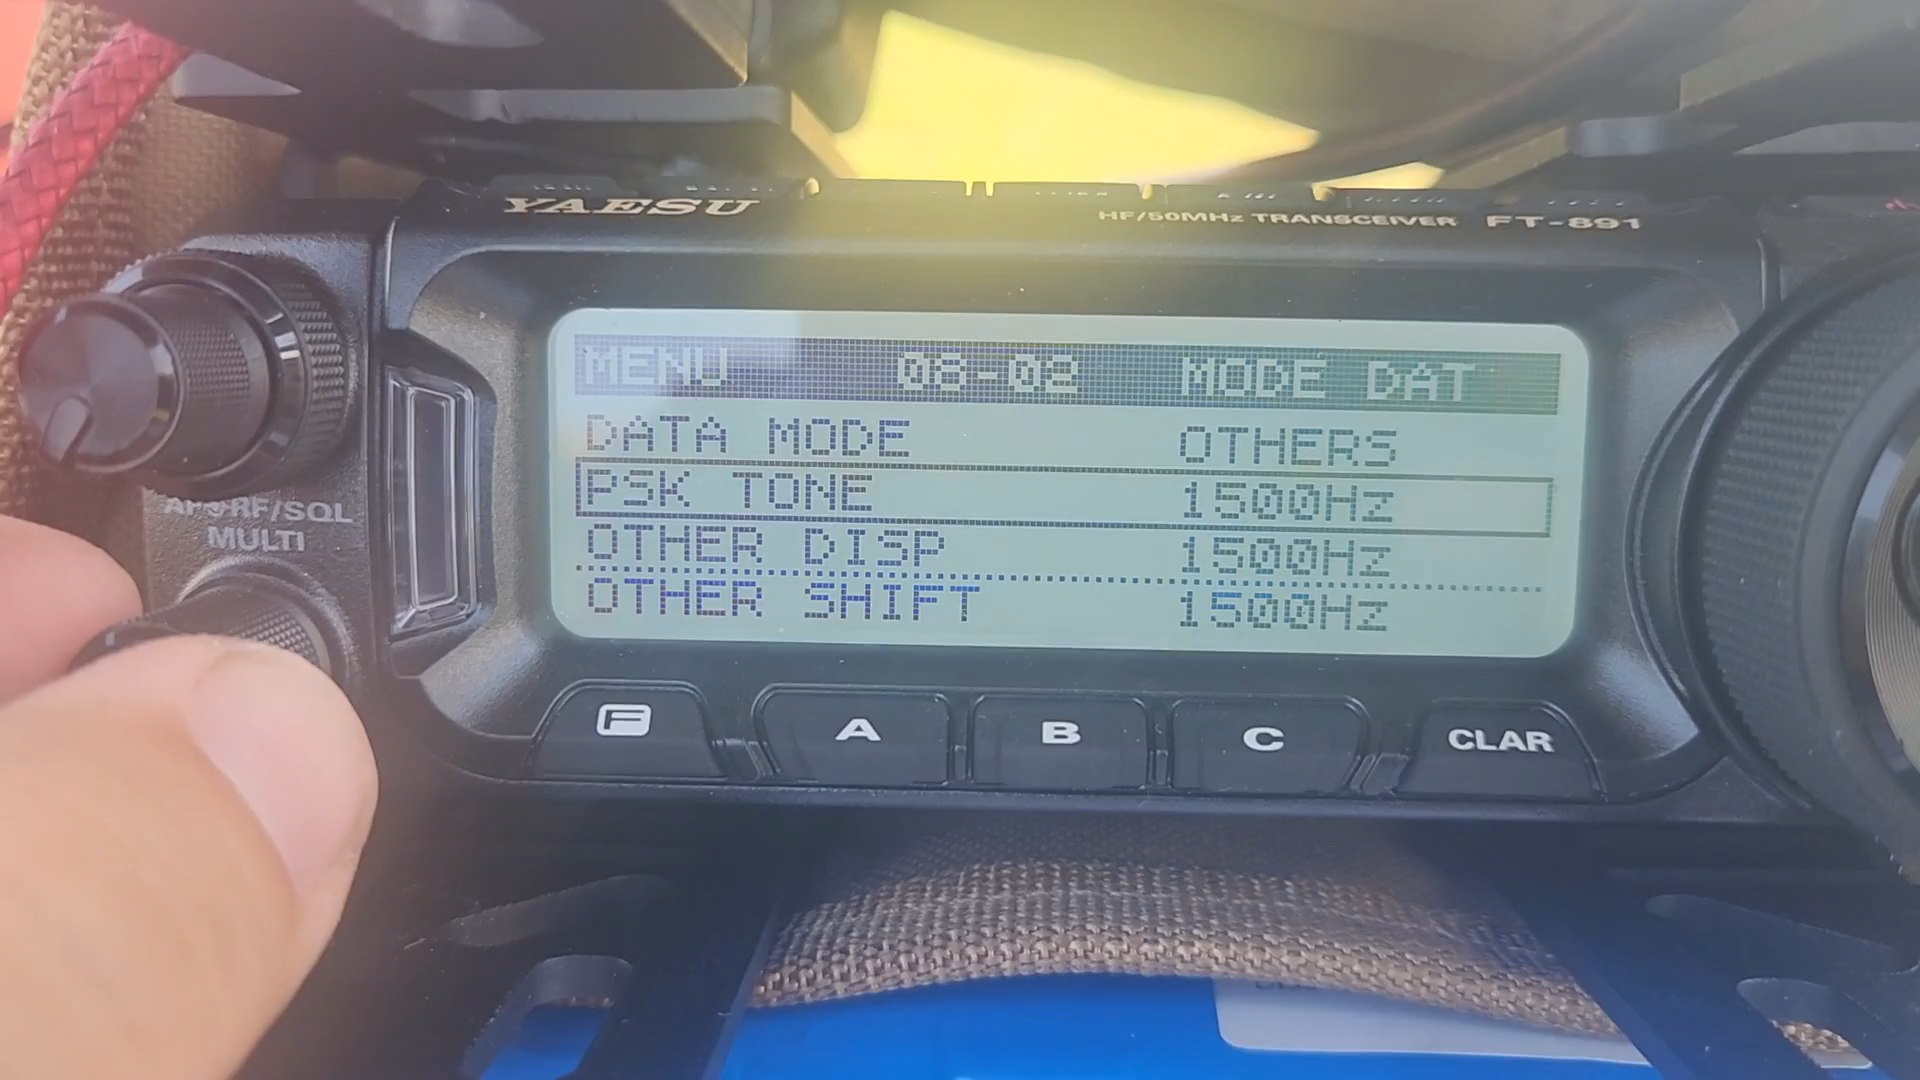 YAESU
HF/50MHz TRANSCEIVER FT-891
MENU 08-02 MODE DAT
DATA MODE OTHERS
PSK TONE 1500Hz
OTHER DISP 1500Hz
OTHER SHIFT 1500Hz
AF RF/SQL
MULTI
F A B C CLAR